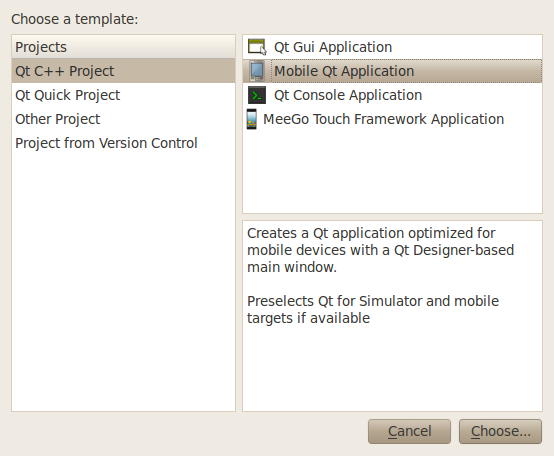 Choose a template:
Projects
Qt C++ Project
Qt Quick Project
Other Project
Project from Version Control
Qt Gui Application
Mobile Qt Application
Qt Console Application
MeeGo Touch Framework Application
Creates a Qt application optimized for
mobile devices with a Qt Designer-based
main window.
Preselects Qt for Simulator and mobile
targets if available
Cancel
Choose...